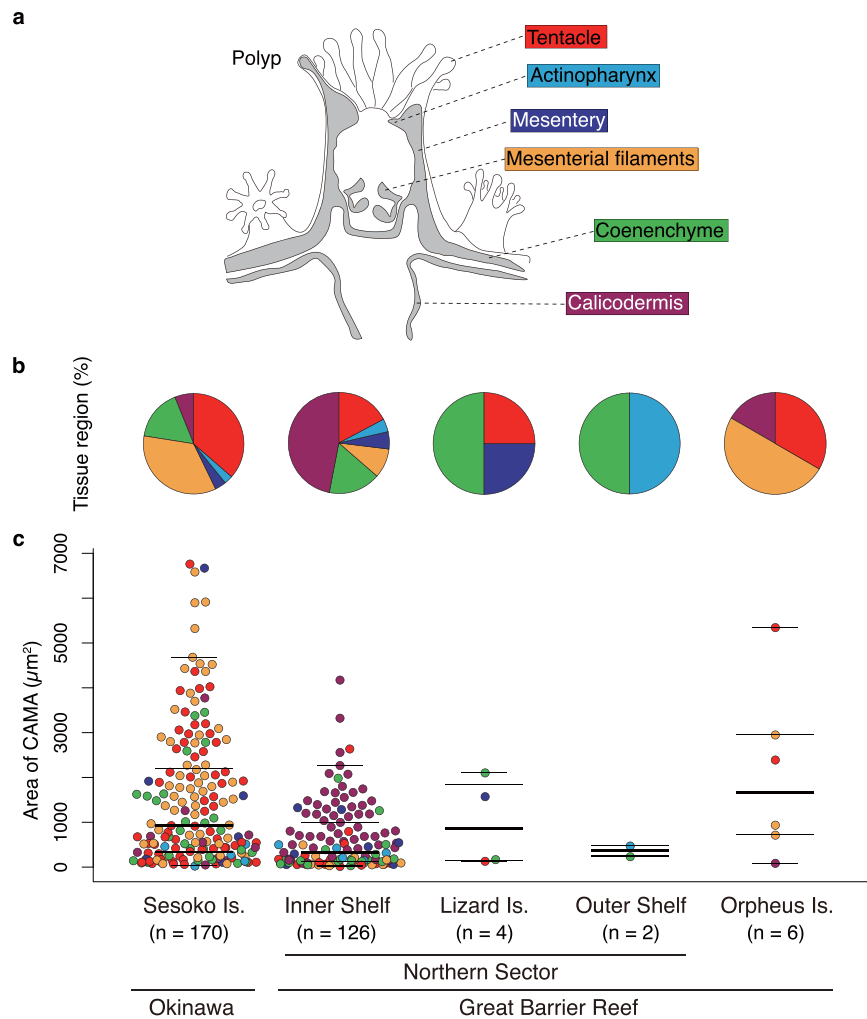 a
Polyp
Tentacle
Actinopharynx
Mesentery
Mesenterial filaments
Coenenchyme
Calicodermis
b
Tissue region (%)
c
Area of CAMA (µm²)
7000
5000
3000
1000
0
Sesoko Is. Inner Shelf Lizard Is. Outer Shelf Orpheus Is.
(n = 170) (n = 126) (n = 4) (n = 2) (n = 6)
Northern Sector
Okinawa Great Barrier Reef